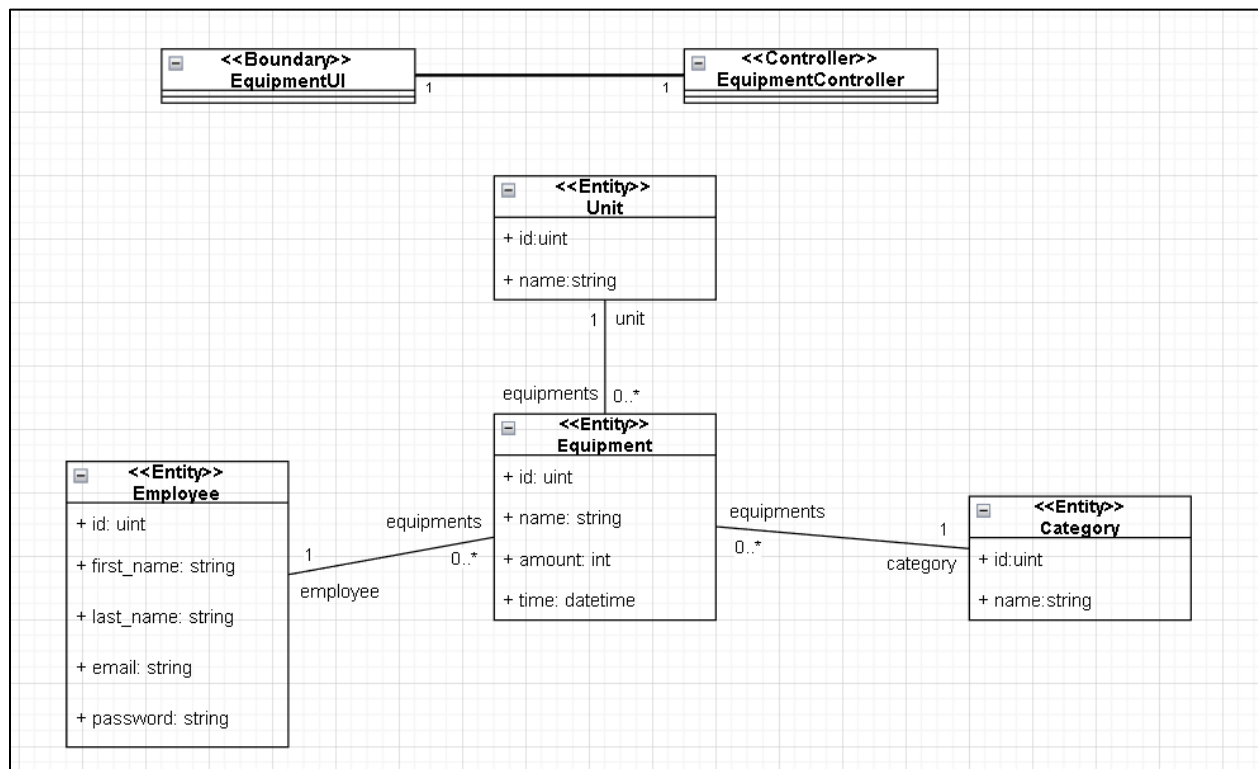 <<Boundary>>
EquipmentUI
1
<<Controller>>
EquipmentController
1
<<Entity>>
Unit
+ id:uint
+ name:string
1 unit
equipments 0..*
<<Entity>>
Equipment
+ id: uint
+ name: string
+ amount: int
+ time: datetime
<<Entity>>
Employee
+ id: uint
+ first_name: string
+ last_name: string
+ email: string
+ password: string
equipments
0..*
1
employee
equipments
0..*
1
category
<<Entity>>
Category
+ id:uint
+ name:string